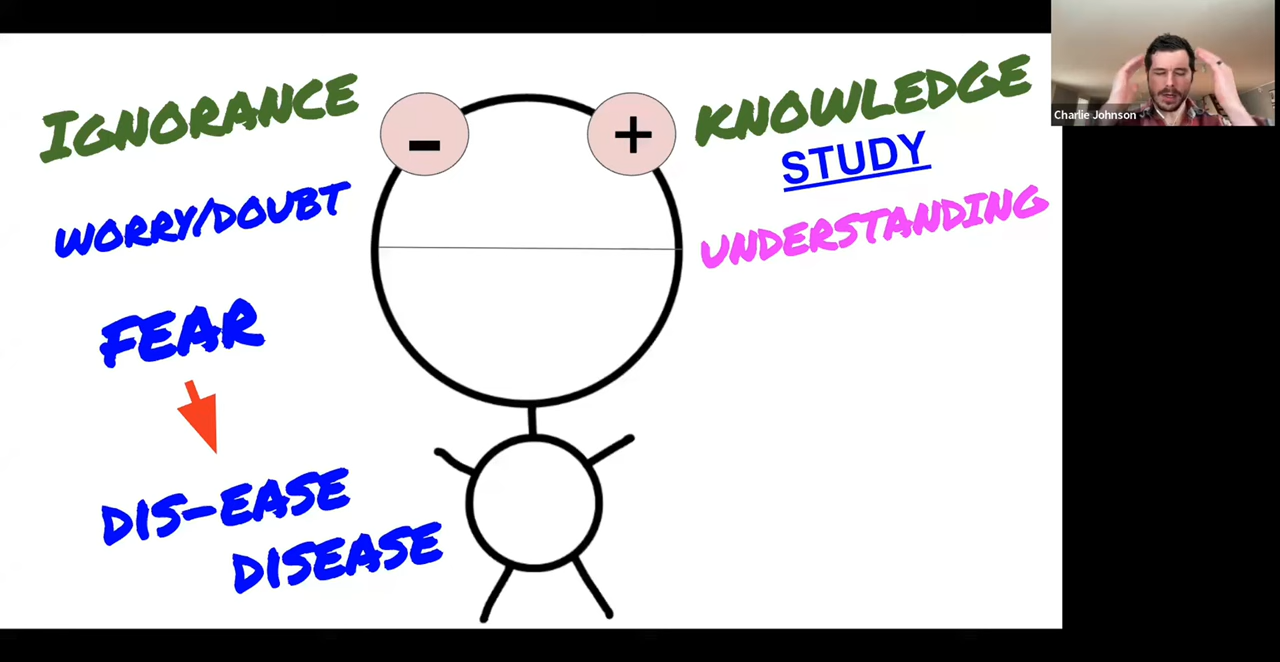 IGNORANCE
WORRY/DOUBT
FEAR
DIS-EASE
DISEASE
-
+
KNOWLEDGE
STUDY
UNDERSTANDING
Charlie Johnson